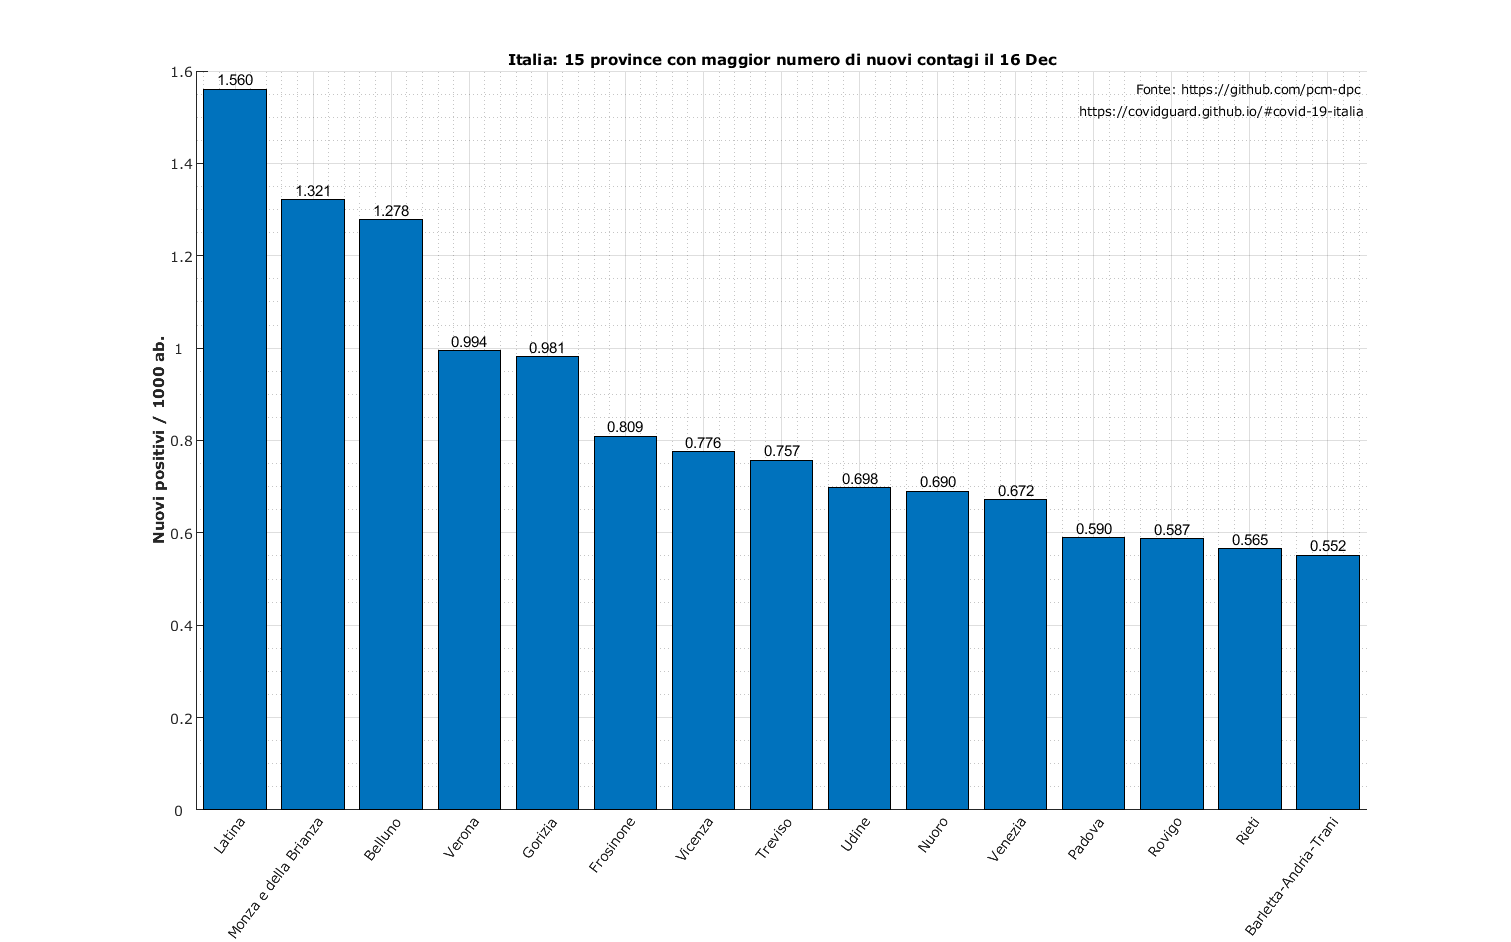 Italia: 15 province con maggior numero di nuovi contagi il 16 Dec
Fonte: https://github.com/pcm-dpc
https://covidguard.github.io/#covid-19-italia
Nuovi positivi / 1000 ab.
1.6
1.4
1.2
1
0.8
0.6
0.4
0.2
0
1.560
1.321
1.278
0.994
0.981
0.809
0.776
0.757
0.698
0.690
0.672
0.590
0.587
0.565
0.552
Latina
Monza e della Brianza
Belluno
Verona
Gorizia
Frosinone
Vicenza
Treviso
Udine
Nuoro
Venezia
Padova
Rovigo
Rieti
Barletta-Andria-Trani